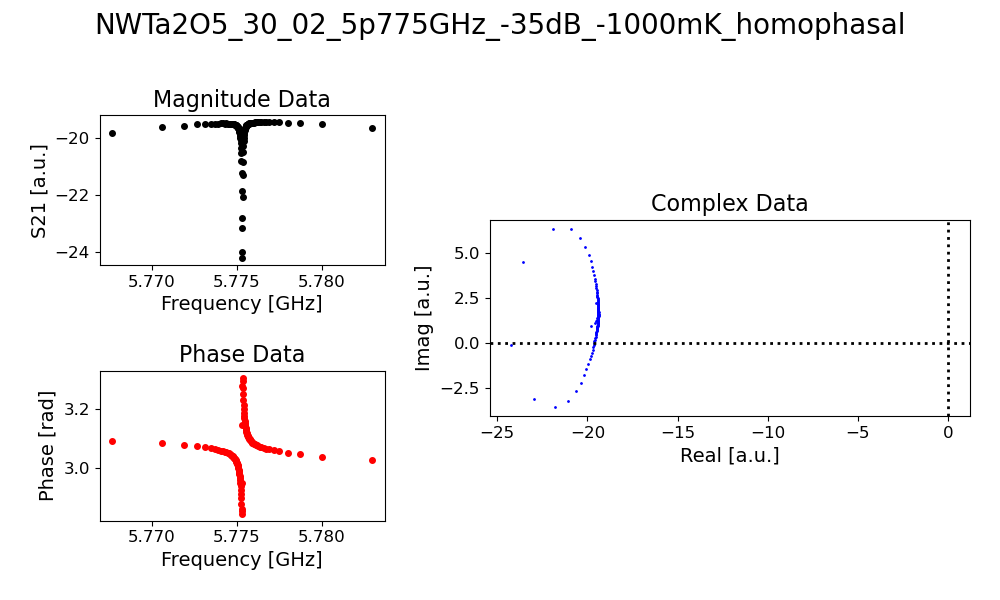 NWTa2O5_30_02_5p775GHz_-35dB_-1000mK_homophasal
Magnitude Data
S21 [a.u.]
−20
−22
−24
5.770 5.775 5.780
Frequency [GHz]
Phase Data
Phase [rad]
3.2
3.0
5.770 5.775 5.780
Frequency [GHz]
Complex Data
Imag [a.u.]
5.0
2.5
0.0
−2.5
−25 −20 −15 −10 −5 0
Real [a.u.]